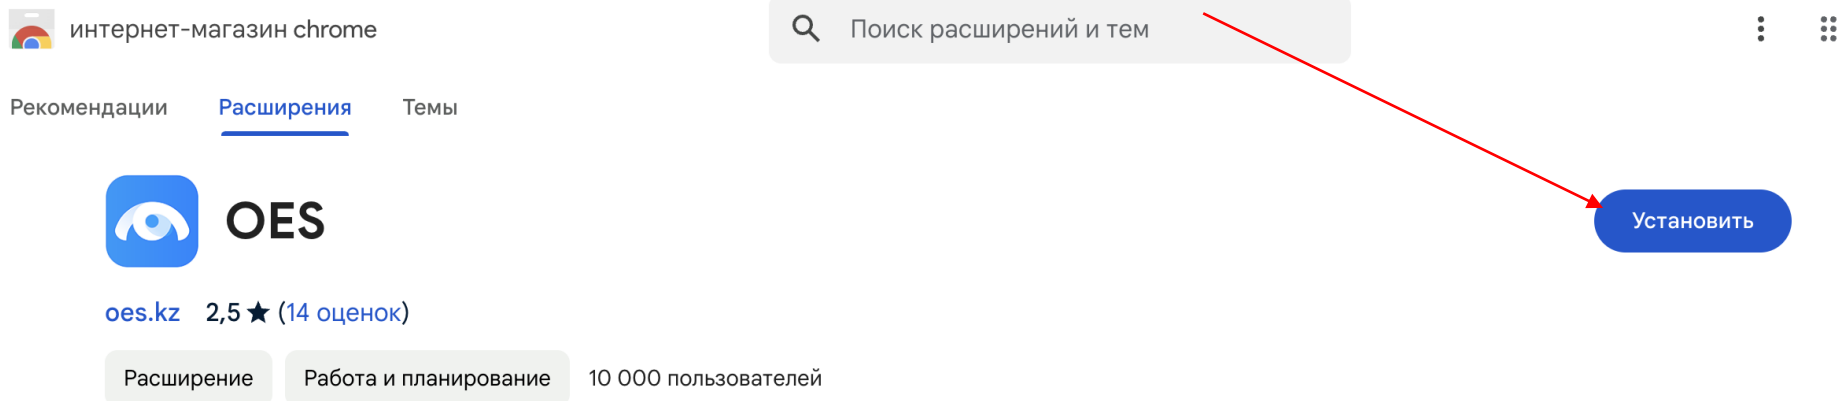 интернет-магазин chrome
Поиск расширений и тем
Рекомендации Расширения Темы
OES
Установить
oes.kz 2,5 ★ (14 оценок)
Расширение Работа и планирование 10 000 пользователей